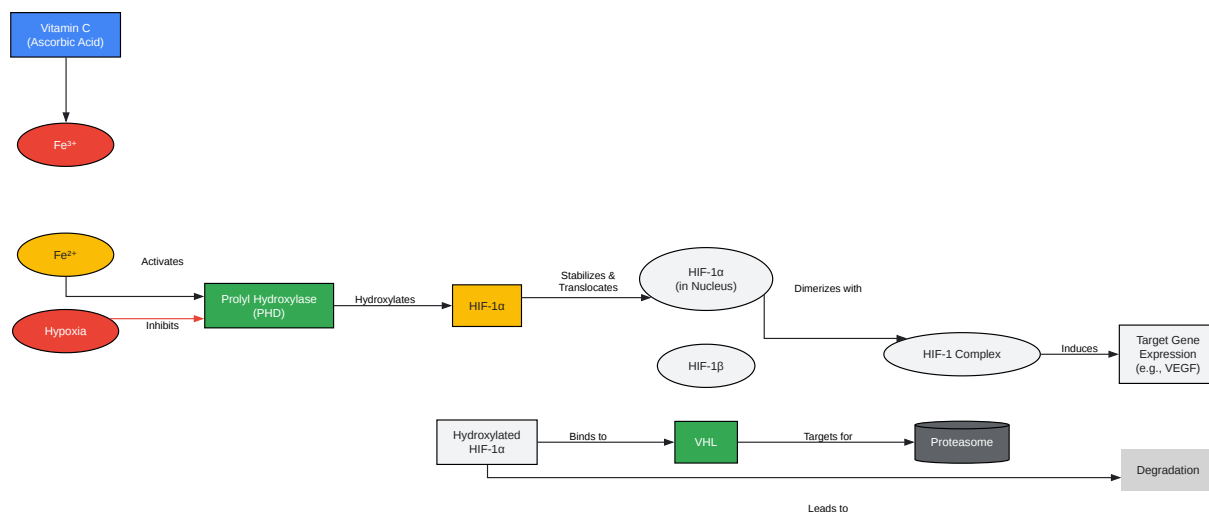 Vitamin C
(Ascorbic Acid)
Fe³⁺
Fe²⁺
Activates
Hypoxia
Inhibits
Prolyl Hydroxylase
(PHD)
Hydroxylates
HIF-1α
Stabilizes &
Translocates
HIF-1α
(in Nucleus)
Dimerizes with
HIF-1β
HIF-1 Complex
Induces
Target Gene
Expression
(e.g., VEGF)
Hydroxylated
HIF-1α
Binds to
VHL
Targets for
Proteasome
Degradation
Leads to